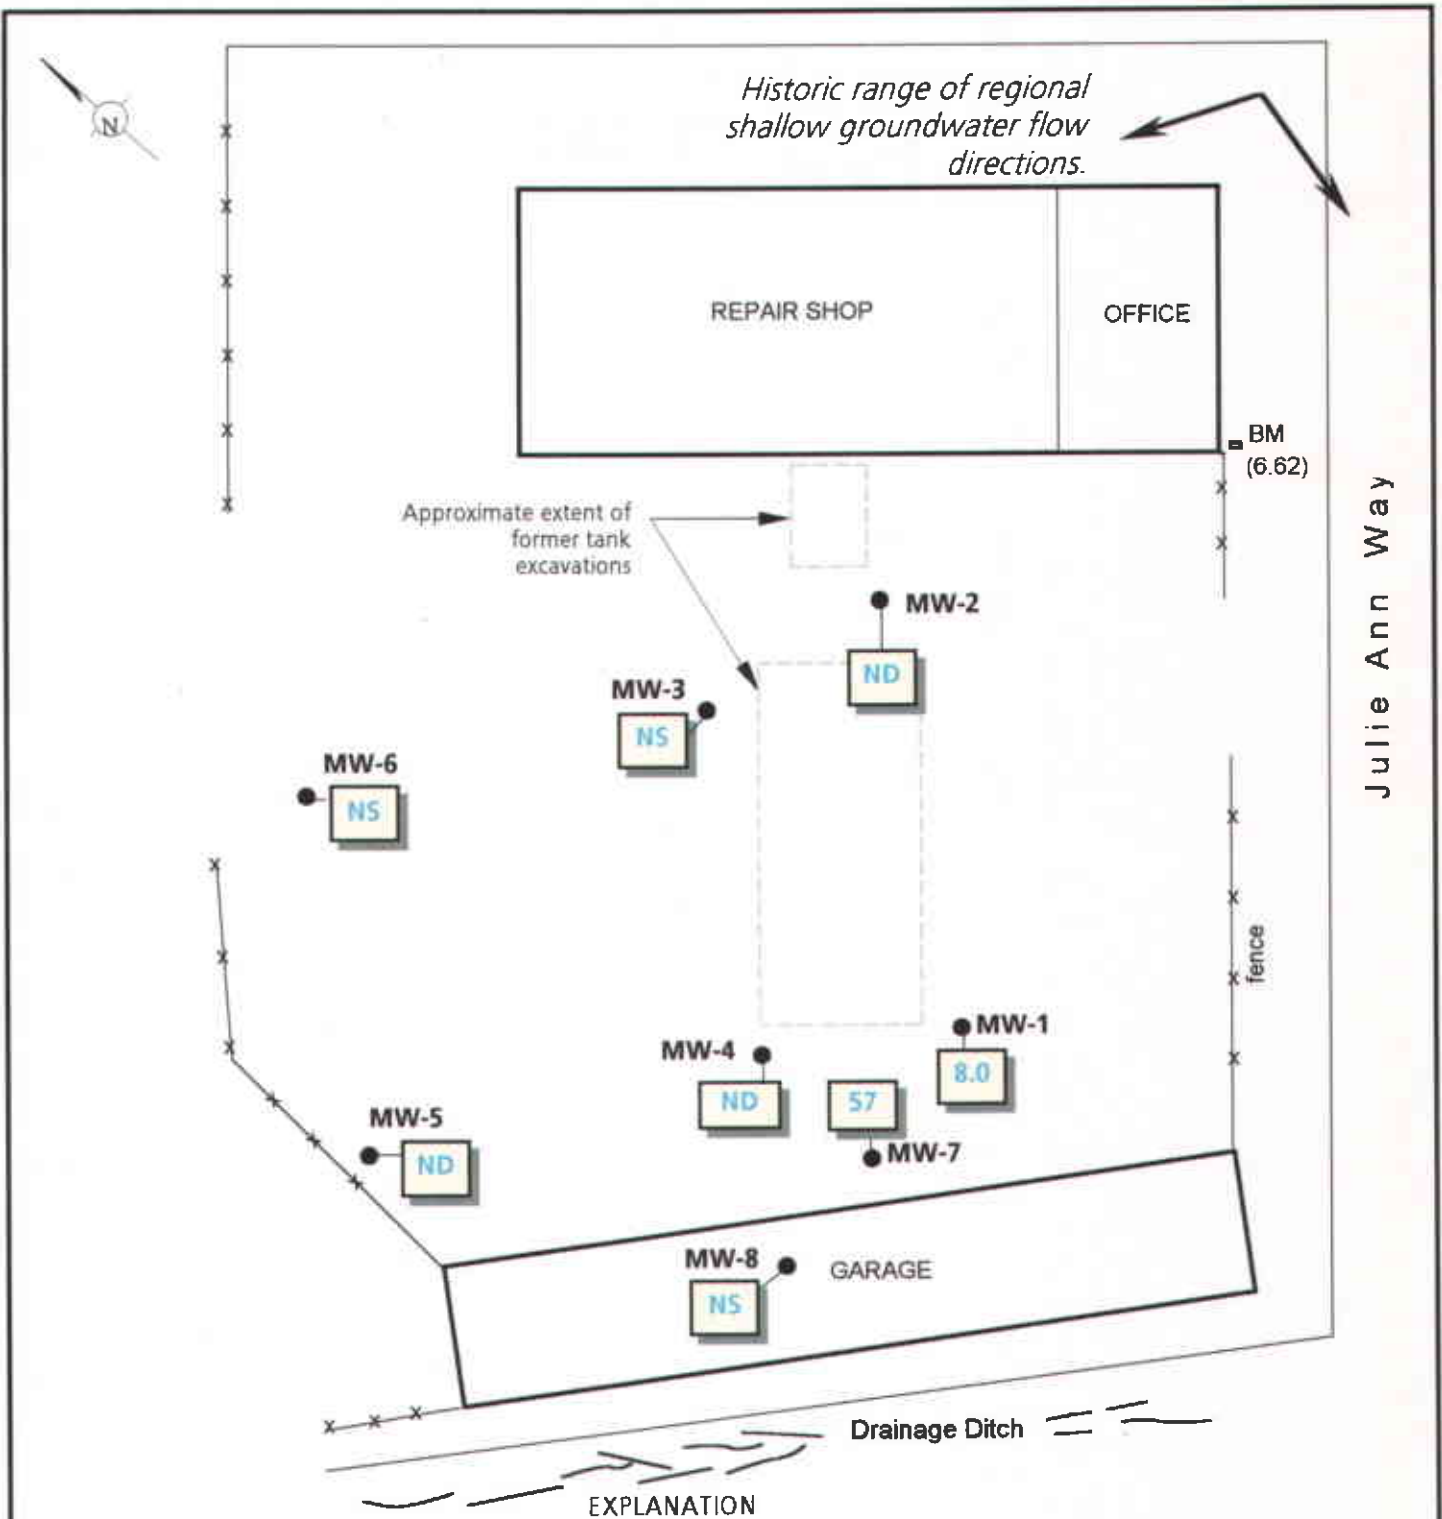 N
Historic range of regional
shallow groundwater flow
directions.
REPAIR SHOP
OFFICE
BM
(6.62)
Approximate extent of
former tank
excavations
Julie Ann Way
MW-2
ND
MW-3
NS
MW-6
NS
fence
MW-1
8.0
MW-4
ND
57
MW-7
MW-5
ND
MW-8
NS
GARAGE
Drainage Ditch
EXPLANATION